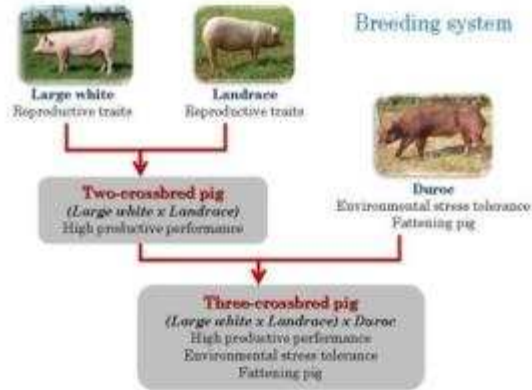 Breeding system
Large white
Reproductive traits
Landrace
Reproductive traits
Duroc
Environmental stress tolerance
Fattening pig
Two-crossbred pig
(Large white x Landrace)
High productive performance
Three-crossbred pig
(Large white x Landrace) x Duroc
High productive performance
Environmental stress tolerance
Fattening pig